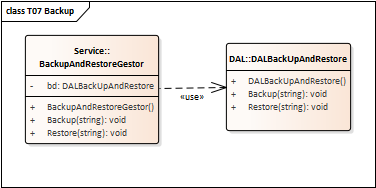 class T07 Backup
Service::
BackupAndRestoreGestor
- bd: DALBackUpAndRestore
+ BackupAndRestoreGestor()
+ Backup(string): void
+ Restore(string): void
«use»
DAL::DALBackUpAndRestore
+ DALBackUpAndRestore()
+ Backup(string): void
+ Restore(string): void